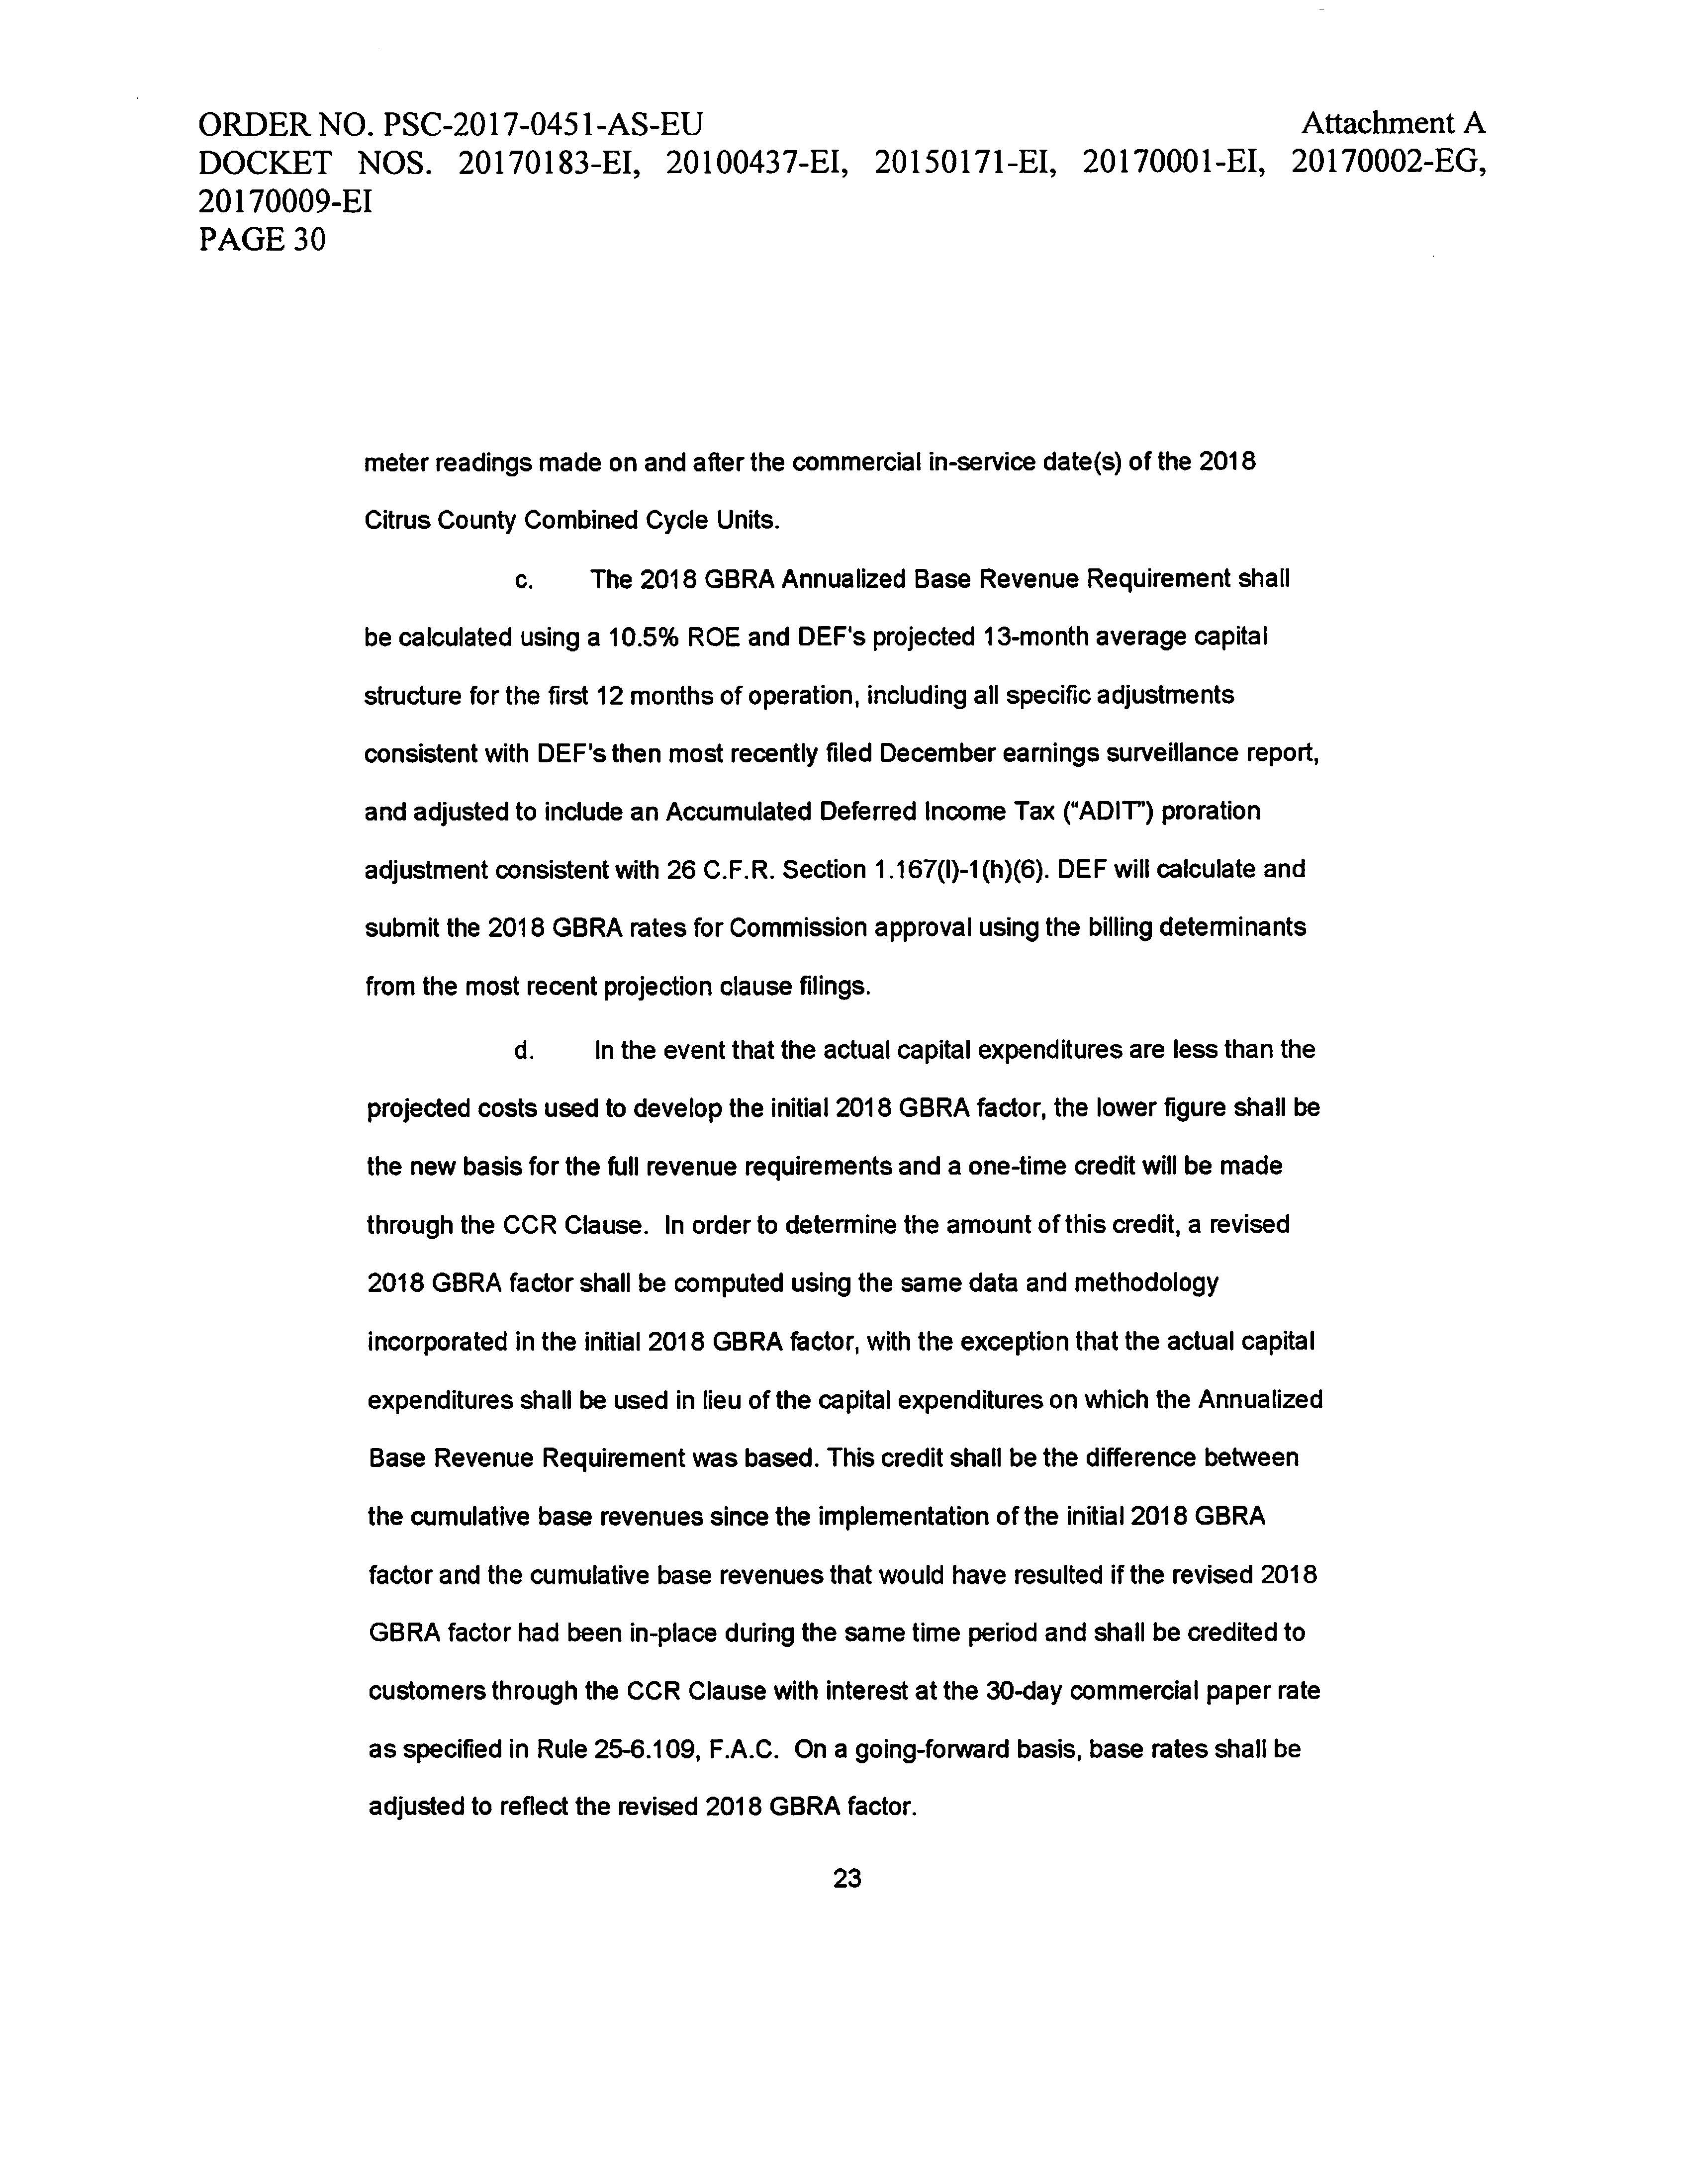 ORDER NO. PSC-2017-0451-AS-EU Attachment A
DOCKET NOS. 20170183-EI, 20100437-EI, 20150171-EI, 20170001-EI, 20170002-EG,
20170009-EI
PAGE 30
meter readings made on and after the commercial in-service date(s) of the 2018
Citrus County Combined Cycle Units.
c. The 2018 GBRA Annualized Base Revenue Requirement shall
be calculated using a 10.5% ROE and DEF's projected 13-month average capital
structure for the first 12 months of operation, including all specific adjustments
consistent with DEF's then most recently filed December earnings surveillance report,
and adjusted to include an Accumulated Deferred Income Tax ("ADIT") proration
adjustment consistent with 26 C.F.R. Section 1.167(l)-1(h)(6). DEF will calculate and
submit the 2018 GBRA rates for Commission approval using the billing determinants
from the most recent projection clause filings.
d. In the event that the actual capital expenditures are less than the
projected costs used to develop the initial 2018 GBRA factor, the lower figure shall be
the new basis for the full revenue requirements and a one-time credit will be made
through the CCR Clause. In order to determine the amount of this credit, a revised
2018 GBRA factor shall be computed using the same data and methodology
incorporated in the initial 2018 GBRA factor, with the exception that the actual capital
expenditures shall be used in lieu of the capital expenditures on which the Annualized
Base Revenue Requirement was based. This credit shall be the difference between
the cumulative base revenues since the implementation of the initial 2018 GBRA
factor and the cumulative base revenues that would have resulted if the revised 2018
GBRA factor had been in-place during the same time period and shall be credited to
customers through the CCR Clause with interest at the 30-day commercial paper rate
as specified in Rule 25-6.109, F.A.C. On a going-forward basis, base rates shall be
adjusted to reflect the revised 2018 GBRA factor.
23